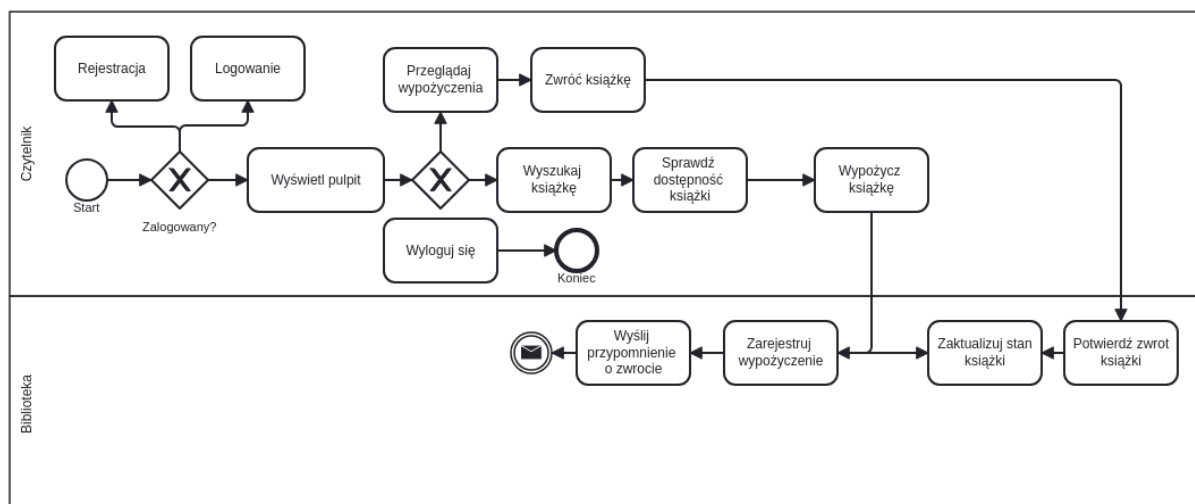 Czytelnik
Rejestracja
Logowanie
Przeglądaj
wypożyczenia
Zwróć książkę
Start
Zalogowany?
Wyświetl pulpit
Wyszukaj
książkę
Sprawdź
dostępność
książki
Wypożycz
książkę
Wyloguj się
Koniec
Biblioteka
Wyślij
przypomnienie
o zwrocie
Zarejestruj
wypożyczenie
Zaktualizuj stan
książki
Potwierdź zwrot
książki